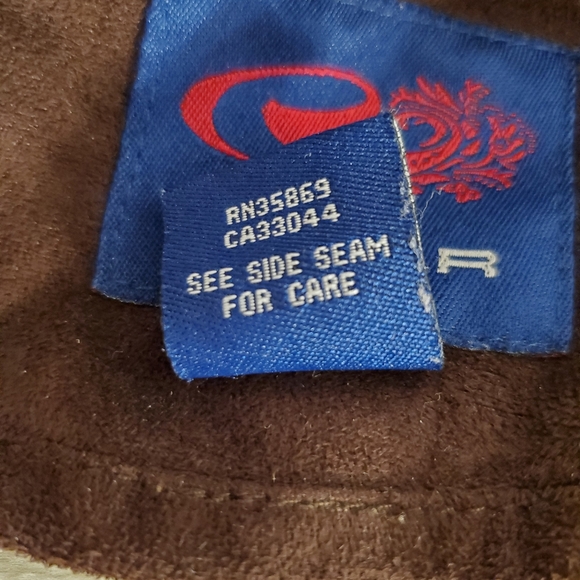 RN35869
CA33044
SEE SIDE SEAM
FOR CARE